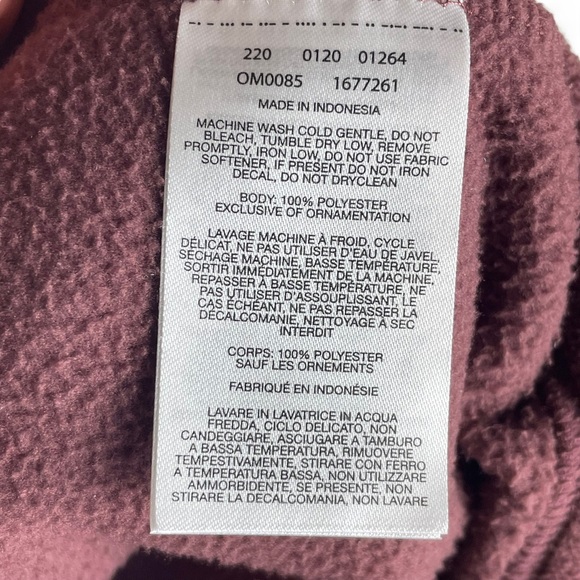 220 0120 01264
OM0085 1677261
MADE IN INDONESIA
MACHINE WASH COLD GENTLE, DO NOT
BLEACH, TUMBLE DRY LOW, REMOVE
PROMPTLY, IRON LOW, DO NOT USE FABRIC
SOFTENER, IF PRESENT DO NOT IRON
DECAL, DO NOT DRYCLEAN
BODY: 100% POLYESTER
EXCLUSIVE OF ORNAMENTATION
LAVAGE MACHINE À FROID, CYCLE
DÉLICAT, NE PAS UTILISER D'EAU DE JAVEL,
SÉCHAGE MACHINE, BASSE TEMPÉRATURE,
SORTIR IMMÉDIATEMENT DE LA MACHINE,
REPASSER À BASSE TEMPÉRATURE, NE
PAS UTILISER D'ASSOUPLISSANT, LE
CAS ÉCHÉANT, NE PAS REPASSER LA
DÉCALCOMANIE, NETTOYAGE À SEC
INTERDIT
CORPS: 100% POLYESTER
SAUF LES ORNEMENTS
FABRIQUÉ EN INDONÉSIE
LAVARE IN LAVATRICE IN ACQUA
FREDDA, CICLO DELICATO, NON
CANDEGGIARE, ASCIUGARE A TAMBURO
A BASSA TEMPERATURA, RIMUOVERE
TEMPESTIVAMENTE, STIRARE CON FERRO
A TEMPERATURA BASSA, NON UTILIZZARE
AMMORBIDENTE, SE PRESENTE, NON
STIRARE LA DECALCOMANIA, NON LAVARE